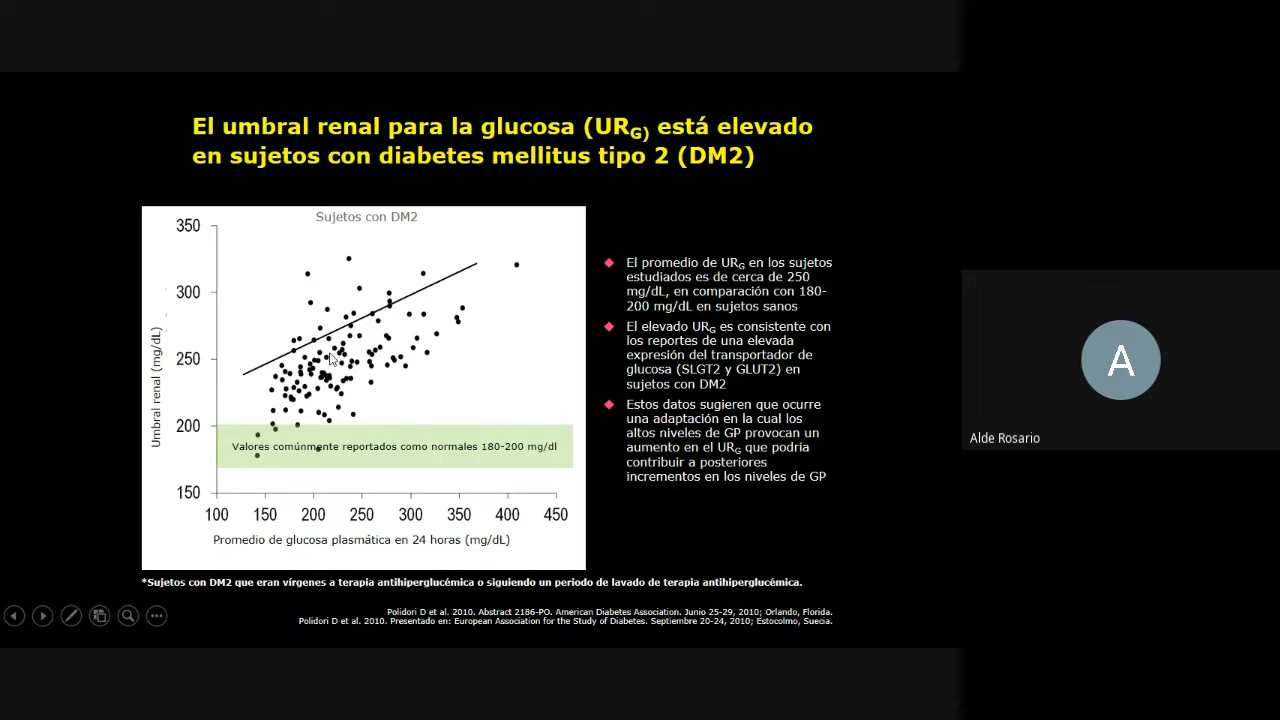 El umbral renal para la glucosa (URG) está elevado
en sujetos con diabetes mellitus tipo 2 (DM2)
Sujetos con DM2
350
300
250
200
150
Umbral renal (mg/dL)
Valores comúnmente reportados como normales 180-200 mg/dl
100 150 200 250 300 350 400 450
Promedio de glucosa plasmática en 24 horas (mg/dL)
El promedio de URG en los sujetos
estudiados es de cerca de 250
mg/dL, en comparación con 180-
200 mg/dL en sujetos sanos
El elevado URG es consistente con
los reportes de una elevada
expresión del transportador de
glucosa (SLGT2 y GLUT2) en
sujetos con DM2
Estos datos sugieren que ocurre
una adaptación en la cual los
altos niveles de GP provocan un
aumento en el URG que podría
contribuir a posteriores
incrementos en los niveles de GP
*Sujetos con DM2 que eran vírgenes a terapia antihiperglucémica o siguiendo un periodo de lavado de terapia antihiperglucémica.
Polidori D et al. 2010. Abstract 2186-PO. American Diabetes Association. Junio 25-29, 2010; Orlando, Florida.
Polidori D et al. 2010. Presentado en: European Association for the Study of Diabetes. Septiembre 20-24, 2010; Estocolmo, Suecia.
A
Alde Rosario